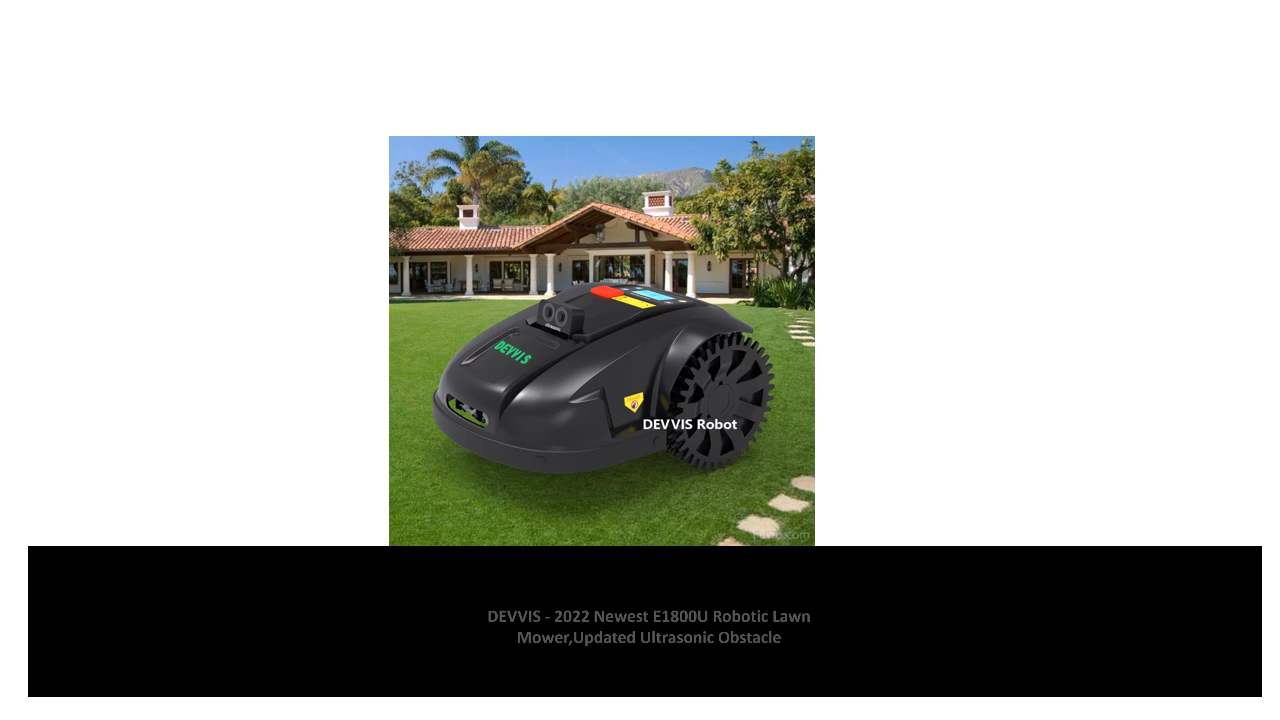 DEVVIS
DEVVIS Robot
DEVVIS - 2022 Newest E1800U Robotic Lawn
Mower,Updated Ultrasonic Obstacle